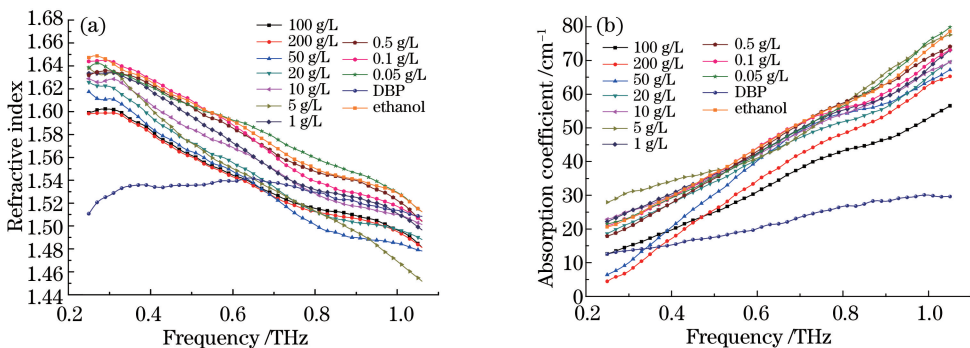 (a)
Refractive index
1.68
1.66
1.64
1.62
1.60
1.58
1.56
1.54
1.52
1.50
1.48
1.46
1.44
0.2 0.4 0.6 0.8 1.0
Frequency /THz
100 g/L
200 g/L
50 g/L
20 g/L
10 g/L
5 g/L
1 g/L
0.5 g/L
0.1 g/L
0.05 g/L
DBP
ethanol
(b)
Absorption coefficient /cm⁻¹
80
70
60
50
40
30
20
10
0
0.2 0.4 0.6 0.8 1.0
Frequency /THz
100 g/L
200 g/L
50 g/L
20 g/L
10 g/L
5 g/L
1 g/L
0.5 g/L
0.1 g/L
0.05 g/L
DBP
ethanol